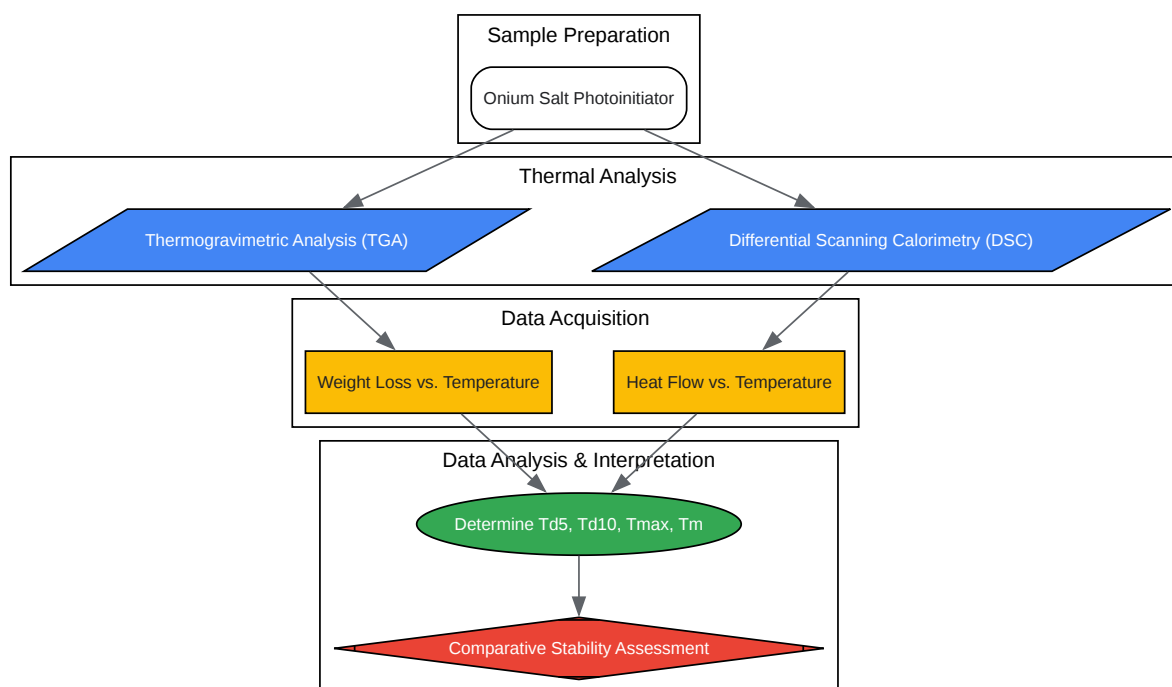 Sample Preparation
Onium Salt Photoinitiator
Thermal Analysis
Thermogravimetric Analysis (TGA)
Differential Scanning Calorimetry (DSC)
Data Acquisition
Weight Loss vs. Temperature
Heat Flow vs. Temperature
Data Analysis & Interpretation
Determine Td5, Td10, Tmax, Tm
Comparative Stability Assessment